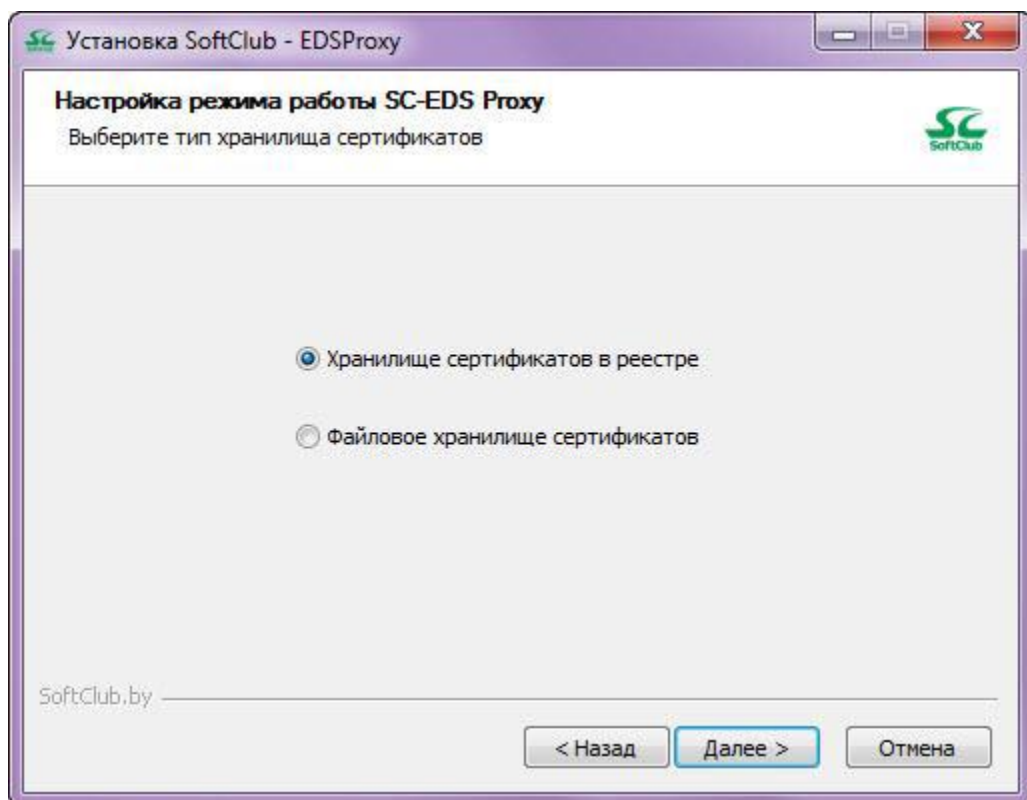 Установка SoftClub - EDSProxy
Настройка режима работы SC-EDS Proxy
Выберите тип хранилища сертификатов
SC
SoftClub
Хранилище сертификатов в реестре
Файловое хранилище сертификатов
SoftClub.by
< Назад
Далее >
Отмена